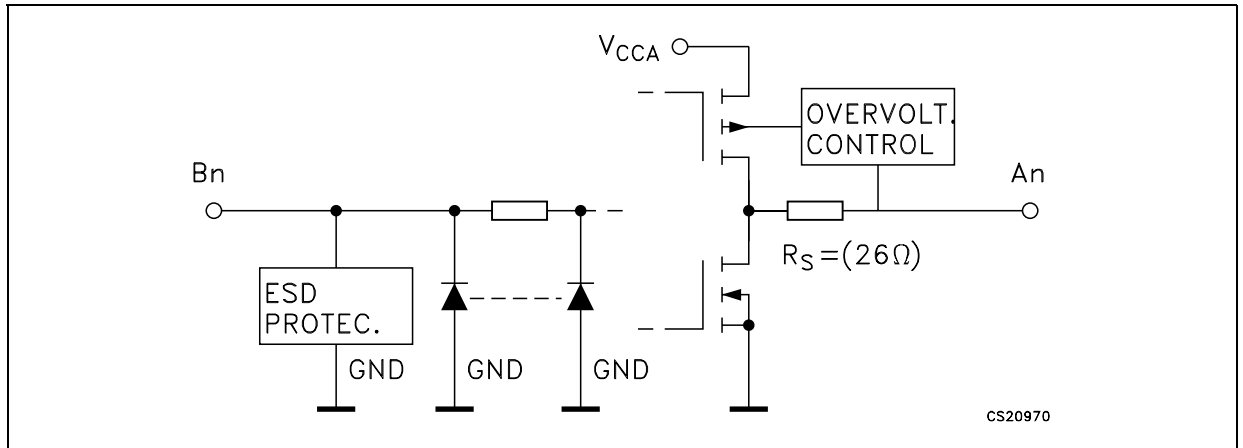 VCCA
OVERVOLT.
CONTROL
Bn
An
RS=(26Ω)
ESD
PROTEC.
GND
GND
GND
CS20970